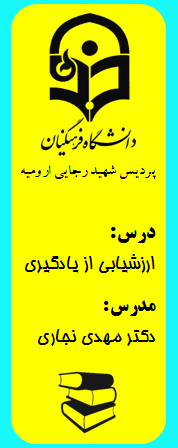 دانشگاه فرهنگیان
پردیس شهید رجایی ارومیه
درس:
ارزشیابی از یادگیری
مدرس:
دکتر مهدی نجاری